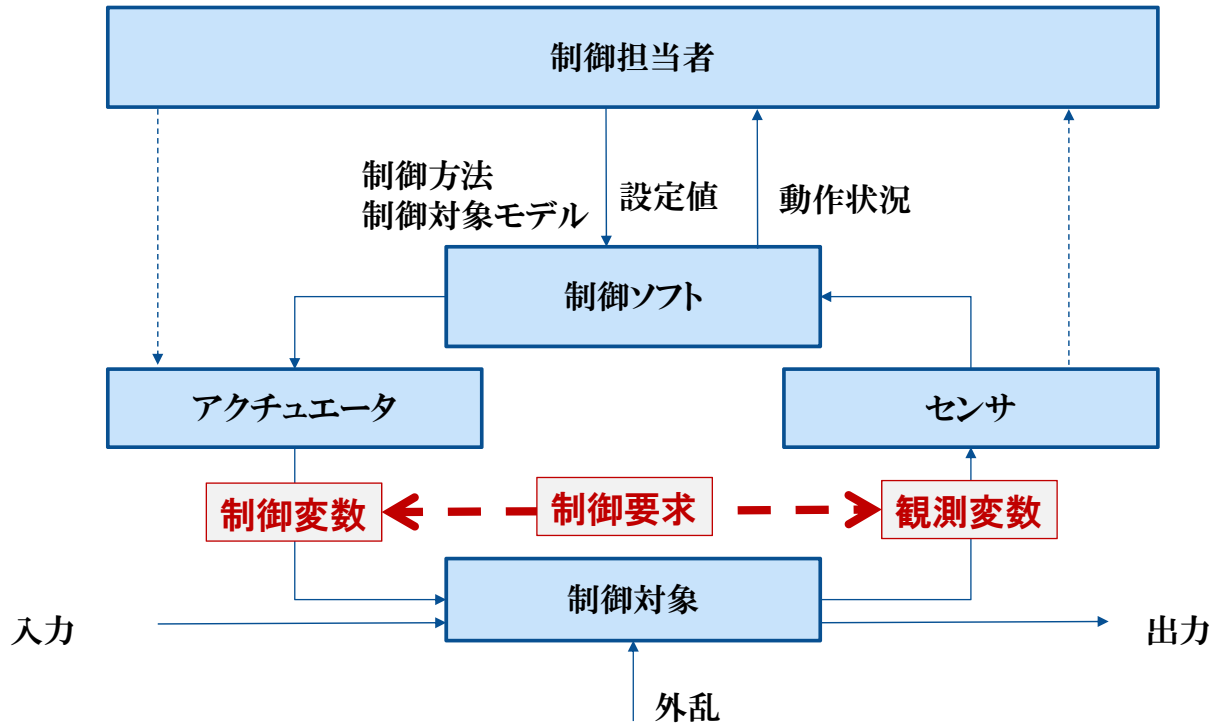 制御担当者
制御方法
制御対象モデル
設定値
動作状況
制御ソフト
アクチュエータ
センサ
制御変数
制御要求
観測変数
制御対象
入力
出力
外乱